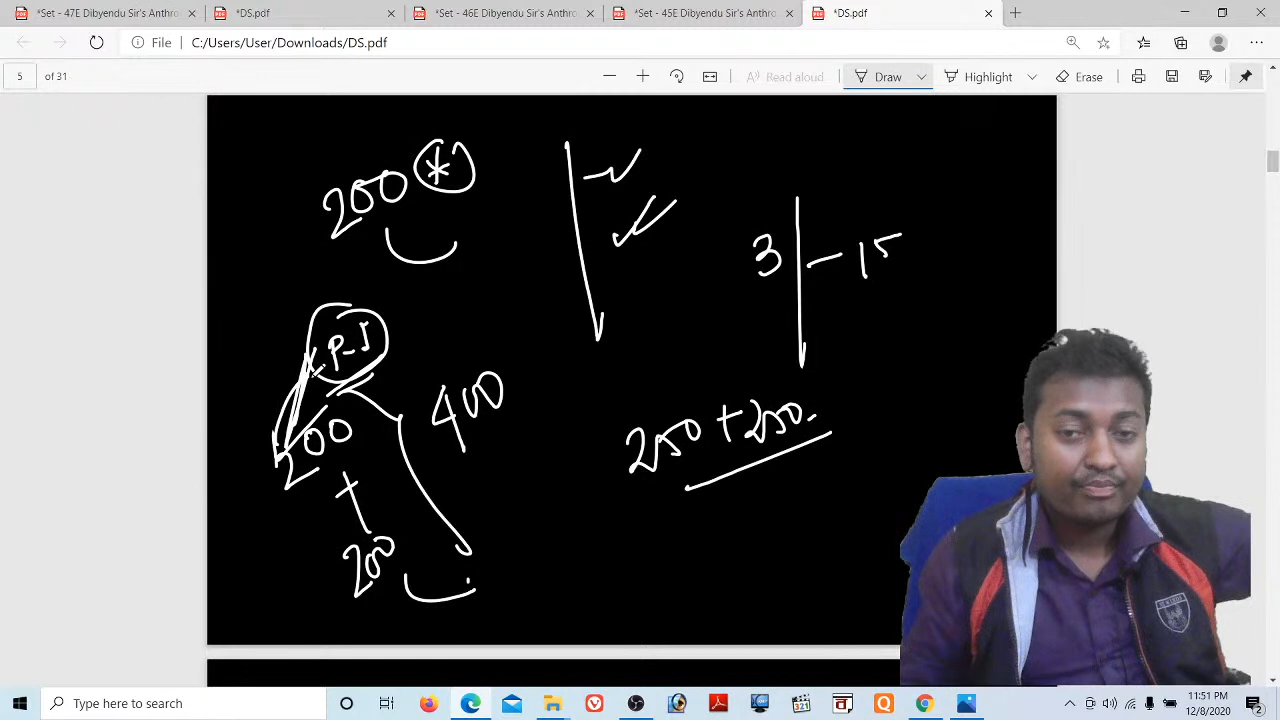 *Set - 47E Dibyendu Sir's Anthro
*DS.pdf
*Set - 46E Dibyendu Sir's Anthro
*Set - 45E Dibyendu Sir's Anthro
*DS.pdf
File C:/Users/User/Downloads/DS.pdf
5 of 31
Read aloud Draw Highlight Erase
200 *
3 - 15
P-I
200
400
+
200
250 + 250
Type here to search
11:51 PM
12/8/2020